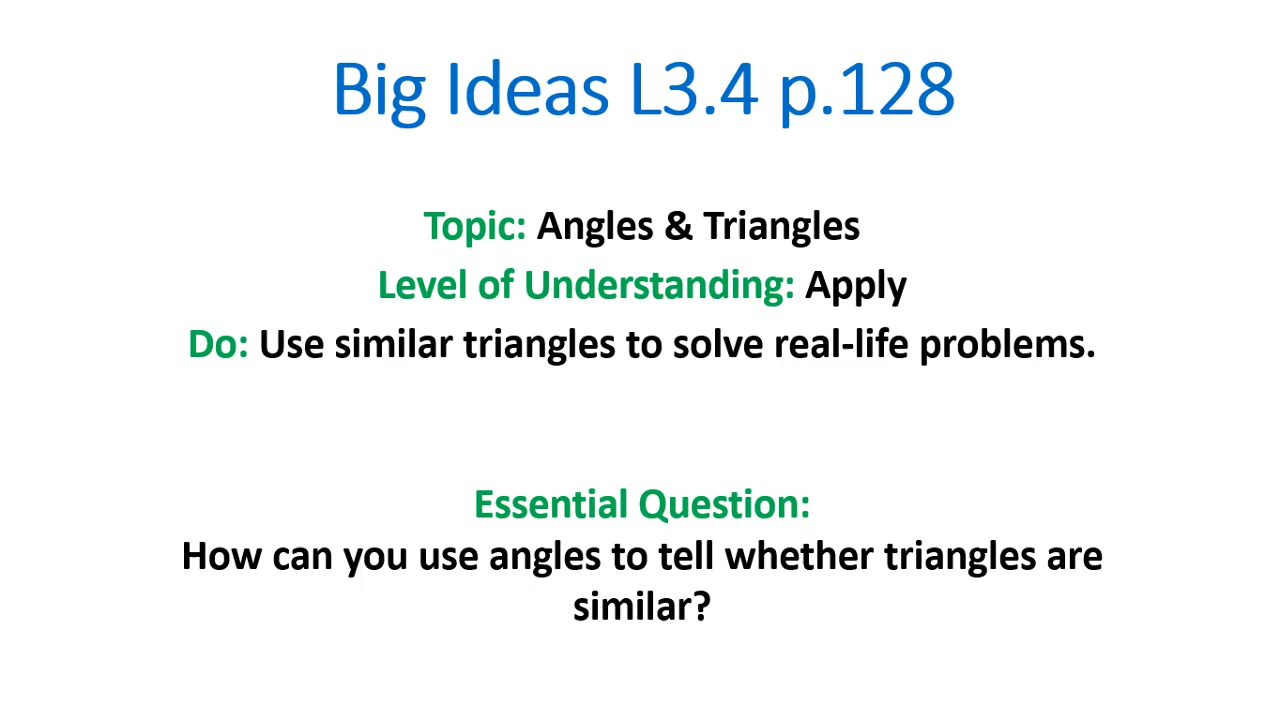 Big Ideas L3.4 p.128
Topic: Angles & Triangles
Level of Understanding: Apply
Do: Use similar triangles to solve real-life problems.
Essential Question:
How can you use angles to tell whether triangles are
similar?